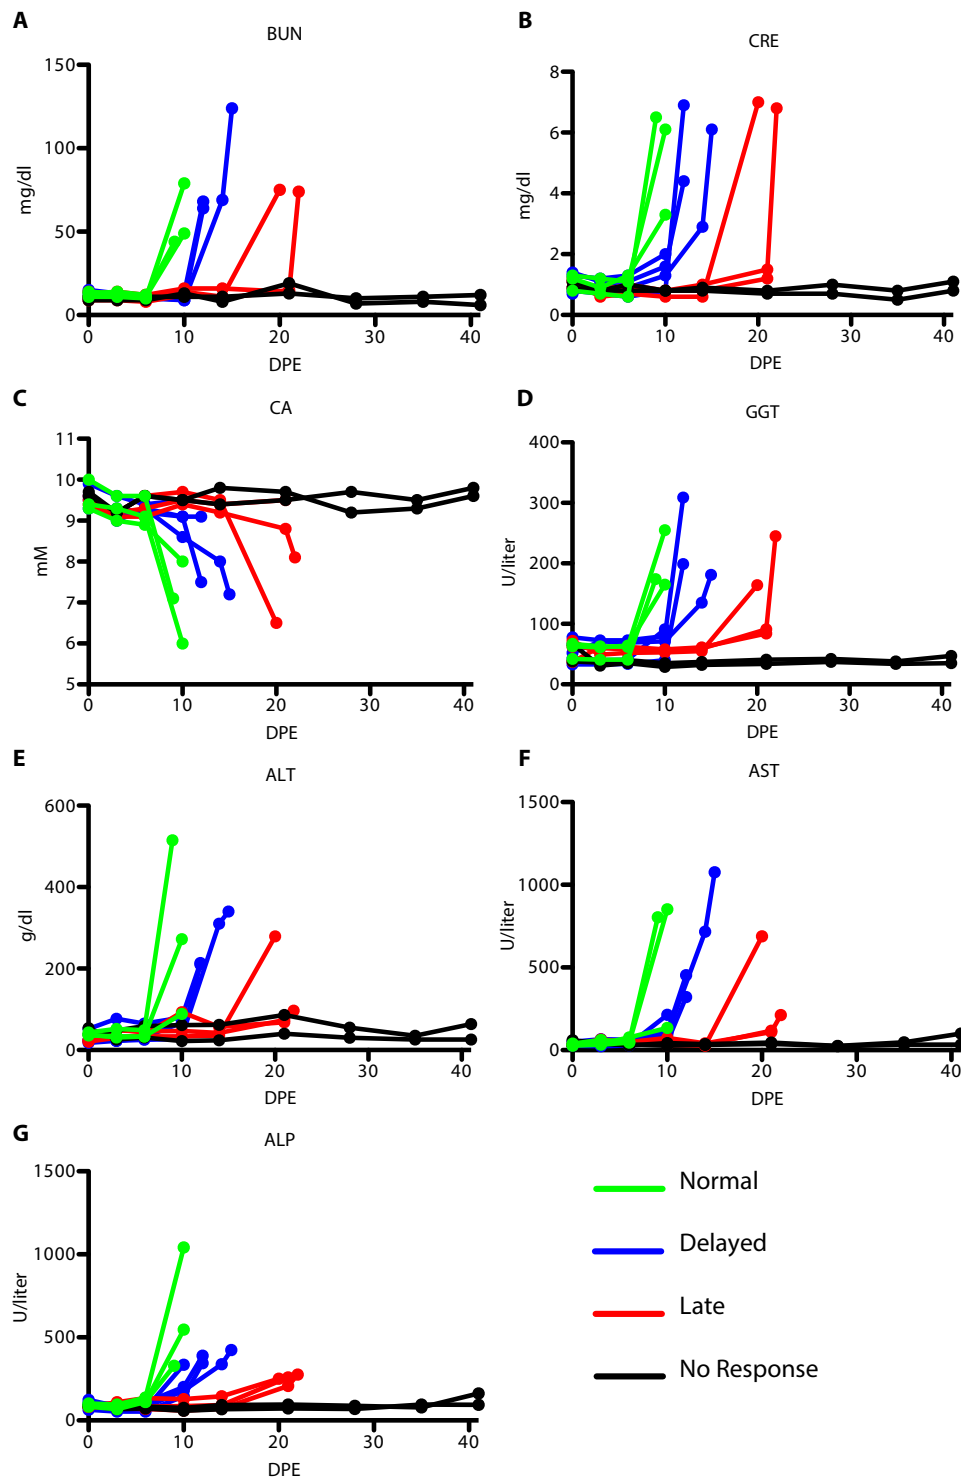 A
BUN
150
100
50
0
mg/dl
0 10 20 30 40
DPE
B
CRE
8
6
4
2
0
mg/dl
0 10 20 30 40
DPE
C
CA
11
10
9
8
7
6
5
mM
0 10 20 30 40
DPE
D
GGT
400
300
200
100
0
U/liter
0 10 20 30 40
DPE
E
ALT
600
400
200
0
g/dl
0 10 20 30 40
DPE
F
AST
1500
1000
500
0
U/liter
0 10 20 30 40
DPE
G
ALP
1500
1000
500
0
U/liter
0 10 20 30 40
DPE
Normal
Delayed
Late
No Response